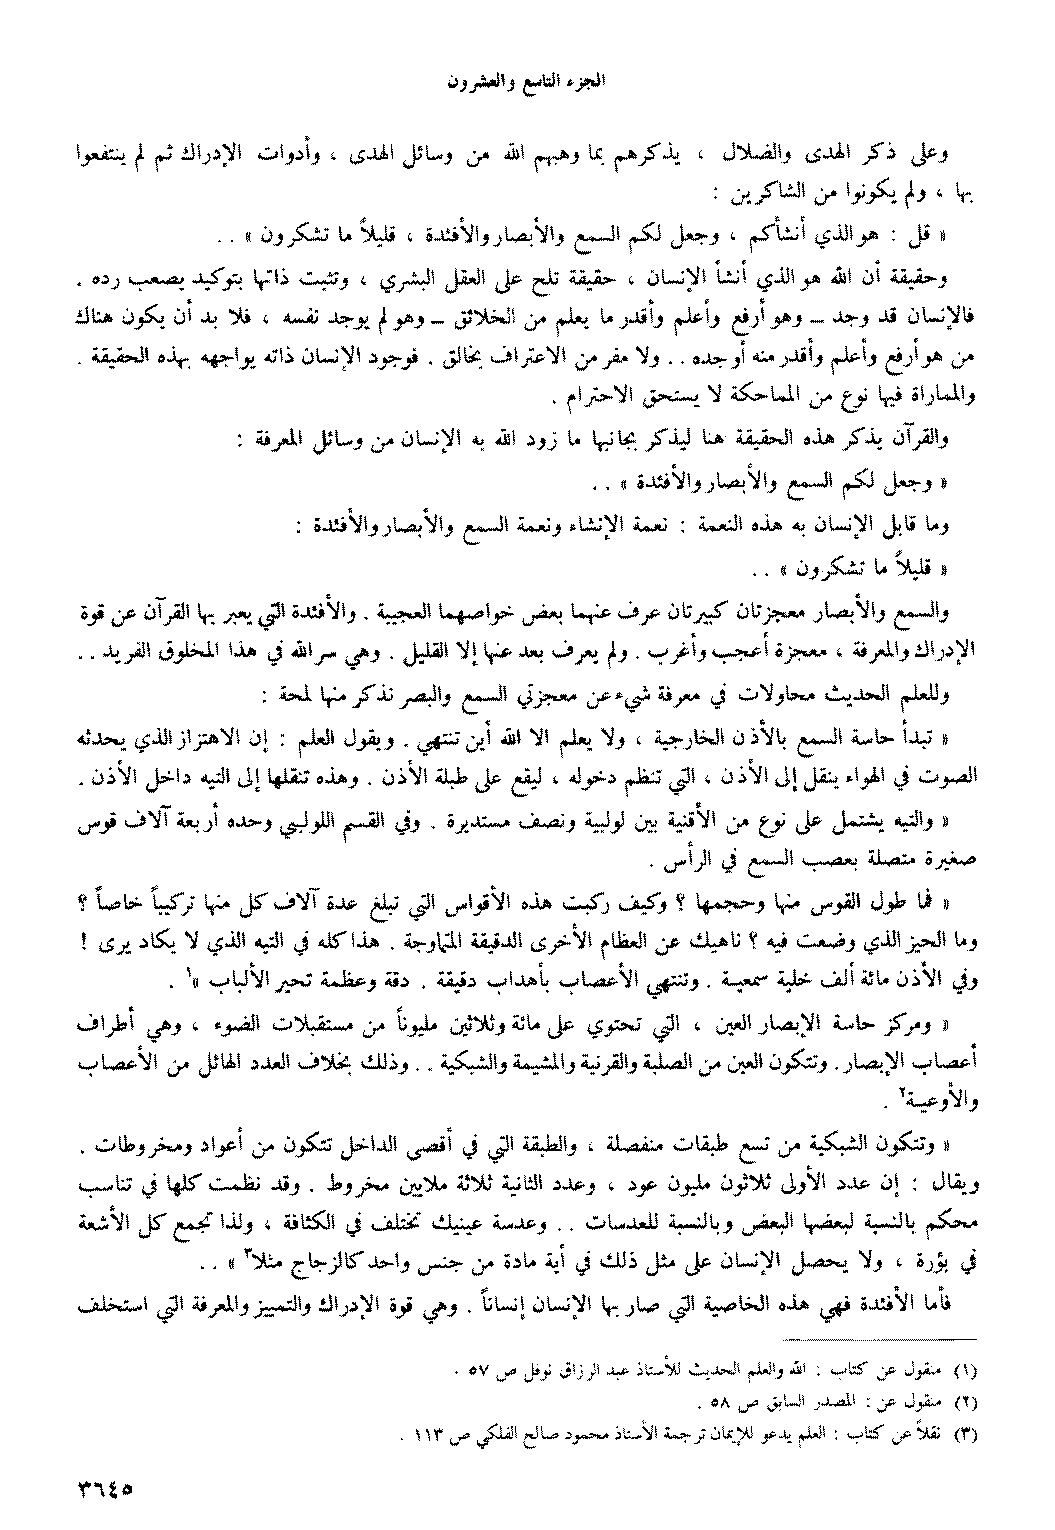 الجزء التاسع والعشرون
وعلى ذكر الهدى والضلال ، يذكرهم بما وهبهم الله من وسائل الهدى ، وأدوات الإدراك ثم لم ينتفعوا
بها ، ولم يكونوا من الشاكرين :
« قل : هو الذي أنشأكم ، وجعل لكم السمع والأبصار والأفئدة ، قليلاً ما تشكرون » . .
وحقيقة أن الله هو الذي أنشأ الإنسان ، حقيقة تلح على العقل البشري ، وتثبت ذاتها بتوكيد يصعب رده .
فالإنسان قد وجد ــ وهو أرفع وأعلم وأقدر ما يعلم من الخلائق ــ وهو لم يوجد نفسه ، فلا بد أن يكون هناك
من هو أرفع وأعلم وأقدر منه أوجده . . ولا مفر من الاعتراف بخالق . فوجود الإنسان ذاته يواجهه بهذه الحقيقة .
والمماراة فيها نوع من المماحكة لا يستحق الاحترام .
والقرآن يذكر هذه الحقيقة هنا ليذكر بجانبها ما زود الله به الإنسان من وسائل المعرفة :
« وجعل لكم السمع والأبصار والأفئدة » . .
وما قابل الإنسان به هذه النعمة : نعمة الإنشاء ونعمة السمع والأبصار والأفئدة :
« قليلاً ما تشكرون » . .
والسمع والأبصار معجزتان كبيرتان عرف عنهما بعض خواصهما العجيبة . والأفئدة التي يعبر بها القرآن عن قوة
الإدراك والمعرفة ، معجزة أعجب وأغرب . ولم يعرف بعد عنها إلا القليل . وهي سر الله في هذا المخلوق الفريد . .
وللعلم الحديث محاولات في معرفة شيء عن معجزتي السمع والبصر نذكر منها لمحة :
« تبدأ حاسة السمع بالأذن الخارجية ، ولا يعلم الا الله أين تنتهي . ويقول العلم : إن الاهتزاز الذي يحدثه
الصوت في الهواء ينقل إلى الأذن ، التي تنظم دخوله ، ليقع على طبلة الأذن . وهذه تنقلها إلى التيه داخل الأذن .
« والتيه يشتمل على نوع من الأقنية بين لولبية ونصف مستديرة . وفي القسم اللولبي وحده أربعة آلاف قوس
صغيرة متصلة بعصب السمع في الرأس .
« فما طول القوس منها وحجمها ؟ وكيف ركبت هذه الأقواس التي تبلغ عدة آلاف كل منها تركيباً خاصاً ؟
وما الحيز الذي وضعت فيه ؟ ناهيك عن العظام الأخرى الدقيقة المتماوجة . هذا كله في التيه الذي لا يكاد يرى !
وفي الأذن مائة ألف خلية سمعية . وتنتهي الأعصاب بأهداب دقيقة . دقة وعظمة تحير الألباب »١ .
« ومركز حاسة الإبصار العين ، التي تحتوي على مائة وثلاثين مليوناً من مستقبلات الضوء ، وهي أطراف
أعصاب الإبصار . وتتكون العين من الصلبة والقرنية والمشيمة والشبكية . . وذلك بخلاف العدد الهائل من الأعصاب
والأوعية٢ .
« وتتكون الشبكية من تسع طبقات منفصلة ، والطبقة التي في أقصى الداخل تتكون من أعواد ومخروطات .
ويقال : إن عدد الأولى ثلاثون مليون عود ، وعدد الثانية ثلاثة ملايين مخروط . وقد نظمت كلها في تناسب
محكم بالنسبة لبعضها البعض وبالنسبة للعدسات . . وعدسة عينيك تختلف في الكثافة ، ولذا تجمع كل الأشعة
في بؤرة ، ولا يحصل الإنسان على مثل ذلك في أية مادة من جنس واحد كالزجاج مثلا٣ » . .
فأما الأفئدة فهي هذه الخاصية التي صار بها الإنسان إنساناً . وهي قوة الإدراك والتمييز والمعرفة التي استخلف
(١) منقول عن كتاب : الله والعلم الحديث للأستاذ عبد الرزاق نوفل ص ٥٧ .
(٢) منقول عن : المصدر السابق ص ٥٨ .
(٣) نقلاً عن كتاب : العلم يدعو للإيمان ترجمة الأستاذ محمود صالح الفلكي ص ١١٣ .
٣٦٤٥